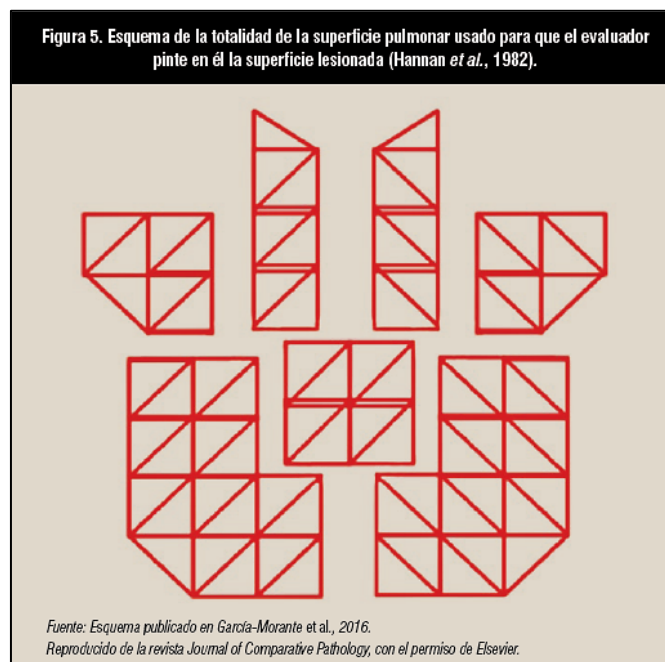 Figura 5. Esquema de la totalidad de la superficie pulmonar usado para que el evaluador
pinte en él la superficie lesionada (Hannan et al., 1982).
Fuente: Esquema publicado en García-Morante et al., 2016.
Reproducido de la revista Journal of Comparative Pathology, con el permiso de Elsevier.